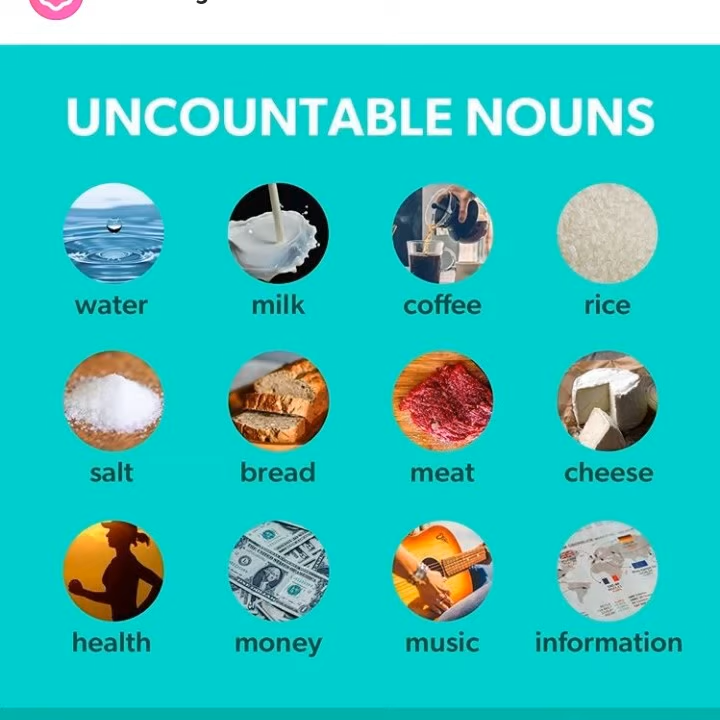 UNCOUNTABLE NOUNS
water milk coffee rice
salt bread meat cheese
health money music information